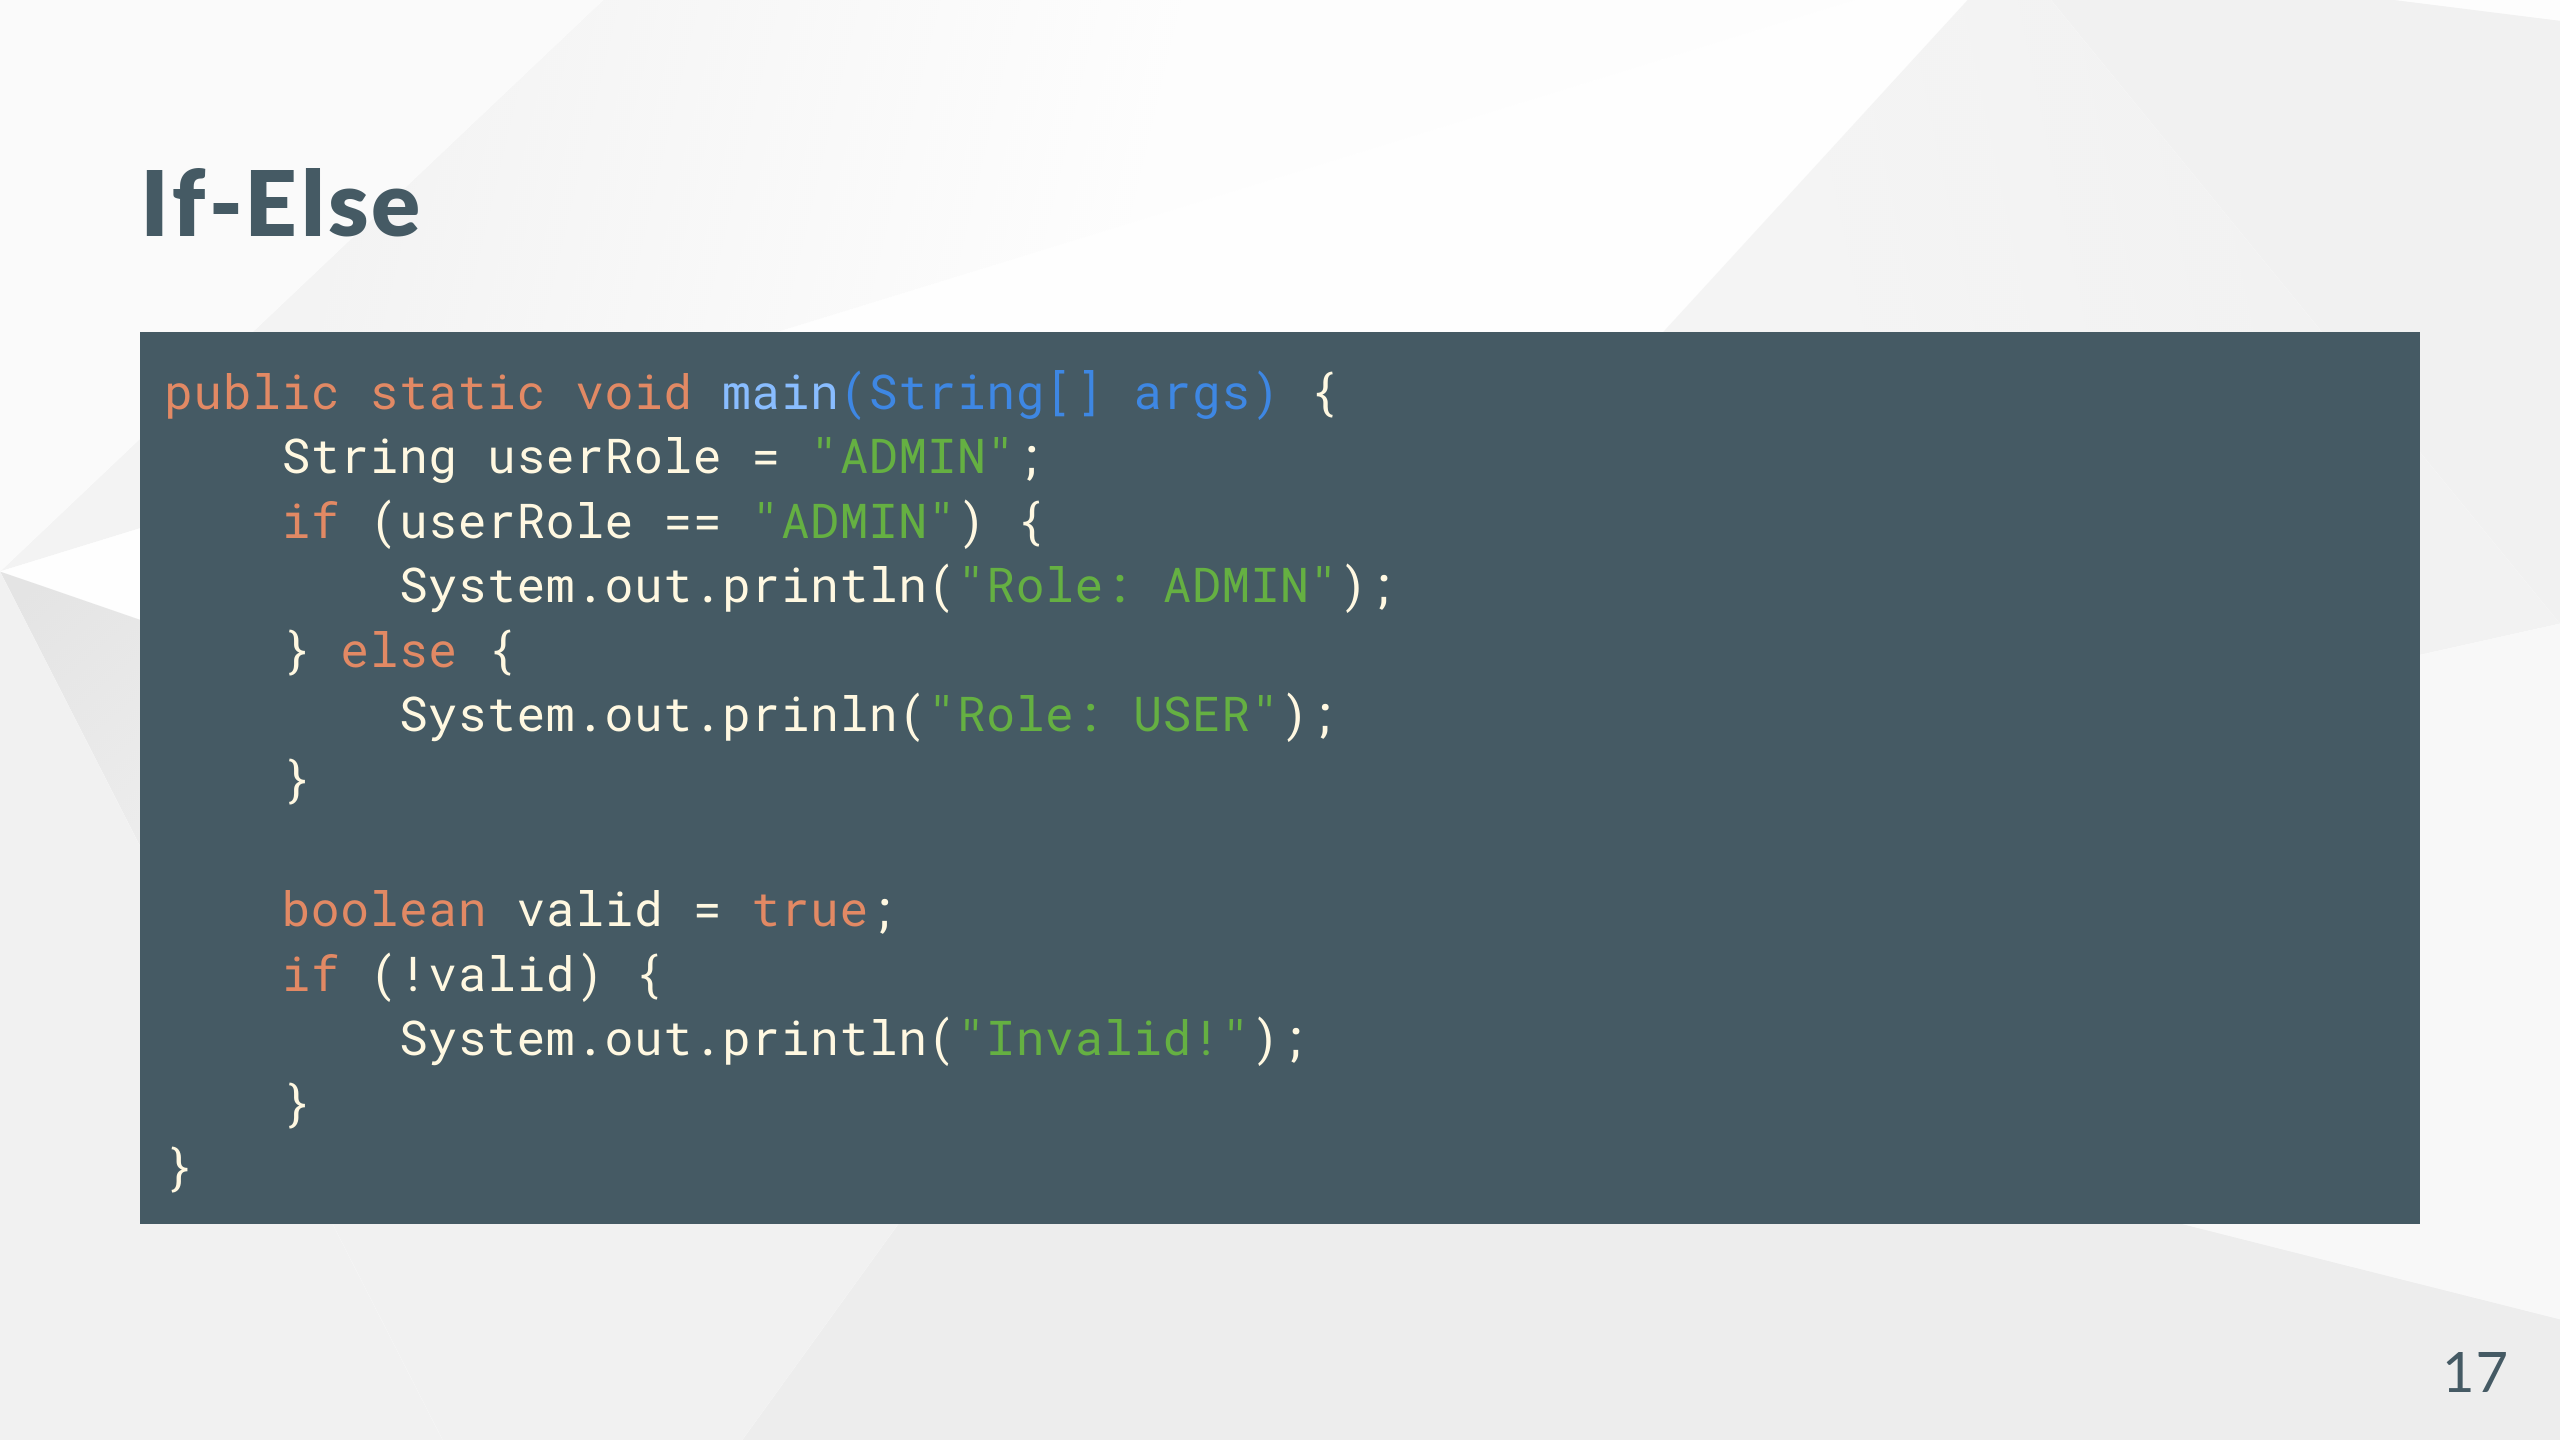 If-Else
public static void main(String[] args) {
    String userRole = "ADMIN";
    if (userRole == "ADMIN") {
        System.out.println("Role: ADMIN");
    } else {
        System.out.prinln("Role: USER");
    }

    boolean valid = true;
    if (!valid) {
        System.out.println("Invalid!");
    }
}
17